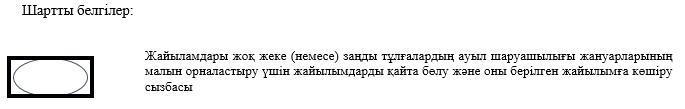 Шартты белгілер:
Жайыламдары жоқ жеке (немесе) заңды тұлғалардың ауыл шаруашылығы жануарларының
малын орналастыру үшін жайылымдарды қайта бөлу және оны берілген жайылымға көшіру
сызбасы